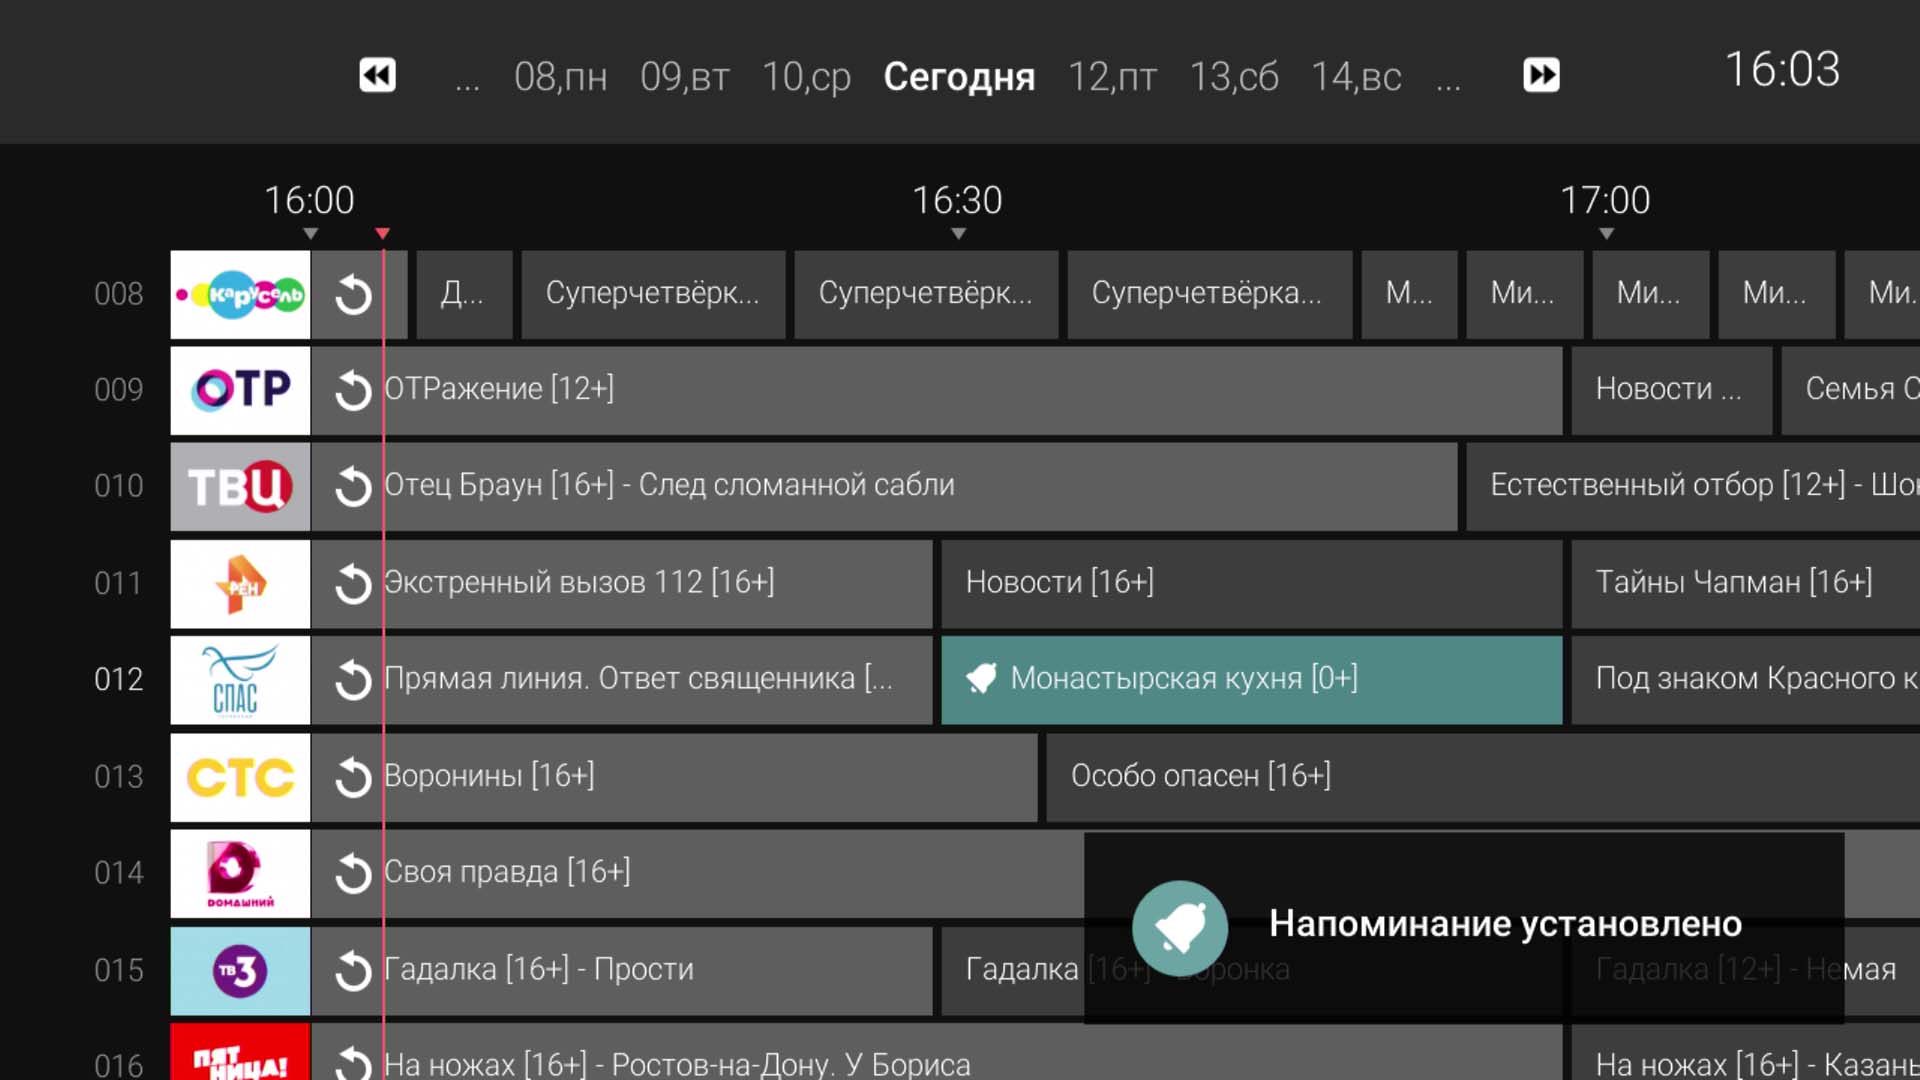 ... 08,пн 09,вт 10,ср Сегодня 12,пт 13,сб 14,вс ... 16:03
16:00 16:30 17:00
008 Карусель Д... Суперчетвёрк... Суперчетвёрк... Суперчетвёрка... М... Ми... Ми... Ми... Ми.
009 ОТР ОТРажение [12+] Новости ... Семья С
010 ТВЦ Отец Браун [16+] - След сломанной сабли Естественный отбор [12+] - Шо
011 РЕН Экстренный вызов 112 [16+] Новости [16+] Тайны Чапман [16+]
012 СПАС Прямая линия. Ответ священника [... Монастырская кухня [0+] Под знаком Красного к
013 СТС Воронины [16+] Особо опасен [16+]
014 Домашний Своя правда [16+]
Напоминание установлено
015 ТВ3 Гадалка [16+] - Прости Гадалка [16+] Гадалка [12+] - Немая
016 ПЯТНИЦА! На ножах [16+] - Ростов-на-Дону. У Бориса На ножах [16+] - Казань